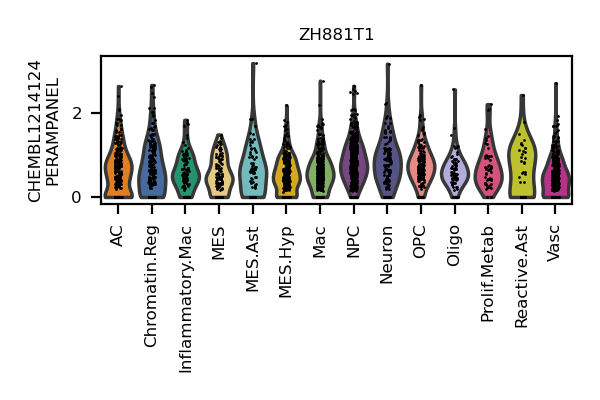 ZH881T1
CHEMBL1214124
PERAMPANEL
2
0
AC
Chromatin.Reg
Inflammatory.Mac
MES
MES.Ast
MES.Hyp
Mac
NPC
Neuron
OPC
Oligo
Prolif.Metab
Reactive.Ast
Vasc